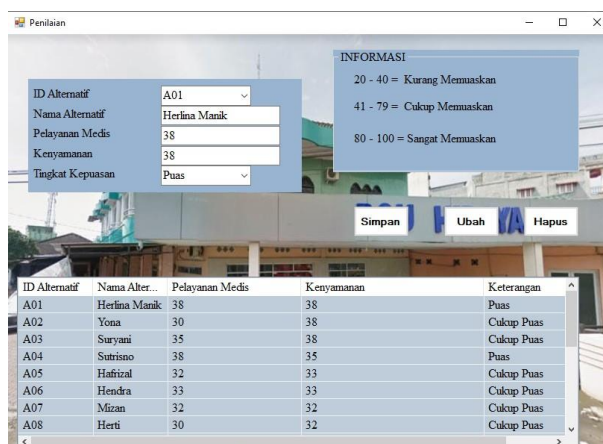 Penilaian
ID Alternatif A01
Nama Alternatif Herlina Manik
Pelayanan Medis 38
Kenyamanan 38
Tingkat Kepuasan Puas
INFORMASI
20 - 40 = Kurang Memuaskan
41 - 79 = Cukup Memuaskan
80 - 100 = Sangat Memuaskan
Simpan Ubah Hapus
ID Alternatif Nama Alter... Pelayanan Medis Kenyamanan Keterangan
A01 Herlina Manik 38 38 Puas
A02 Yona 30 38 Cukup Puas
A03 Suryani 35 38 Cukup Puas
A04 Sutrisno 38 35 Puas
A05 Hafrizal 32 33 Cukup Puas
A06 Hendra 33 33 Cukup Puas
A07 Mizan 32 32 Cukup Puas
A08 Herti 30 32 Cukup Puas